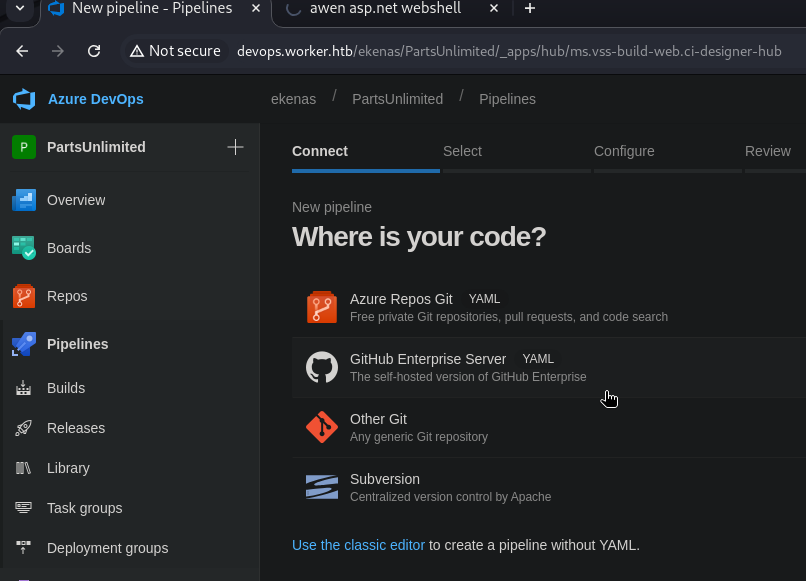 New pipeline - Pipelines
awen asp.net webshell
Not secure devops.worker.htb/ekenas/PartsUnlimited/_apps/hub/ms.vss-build-web.ci-designer-hub
Azure DevOps
ekenas / PartsUnlimited / Pipelines
P PartsUnlimited
Overview
Boards
Repos
Pipelines
Builds
Releases
Library
Task groups
Deployment groups
Connect Select Configure Review
New pipeline
Where is your code?
Azure Repos Git YAML
Free private Git repositories, pull requests, and code search
GitHub Enterprise Server YAML
The self-hosted version of GitHub Enterprise
Other Git
Any generic Git repository
Subversion
Centralized version control by Apache
Use the classic editor to create a pipeline without YAML.